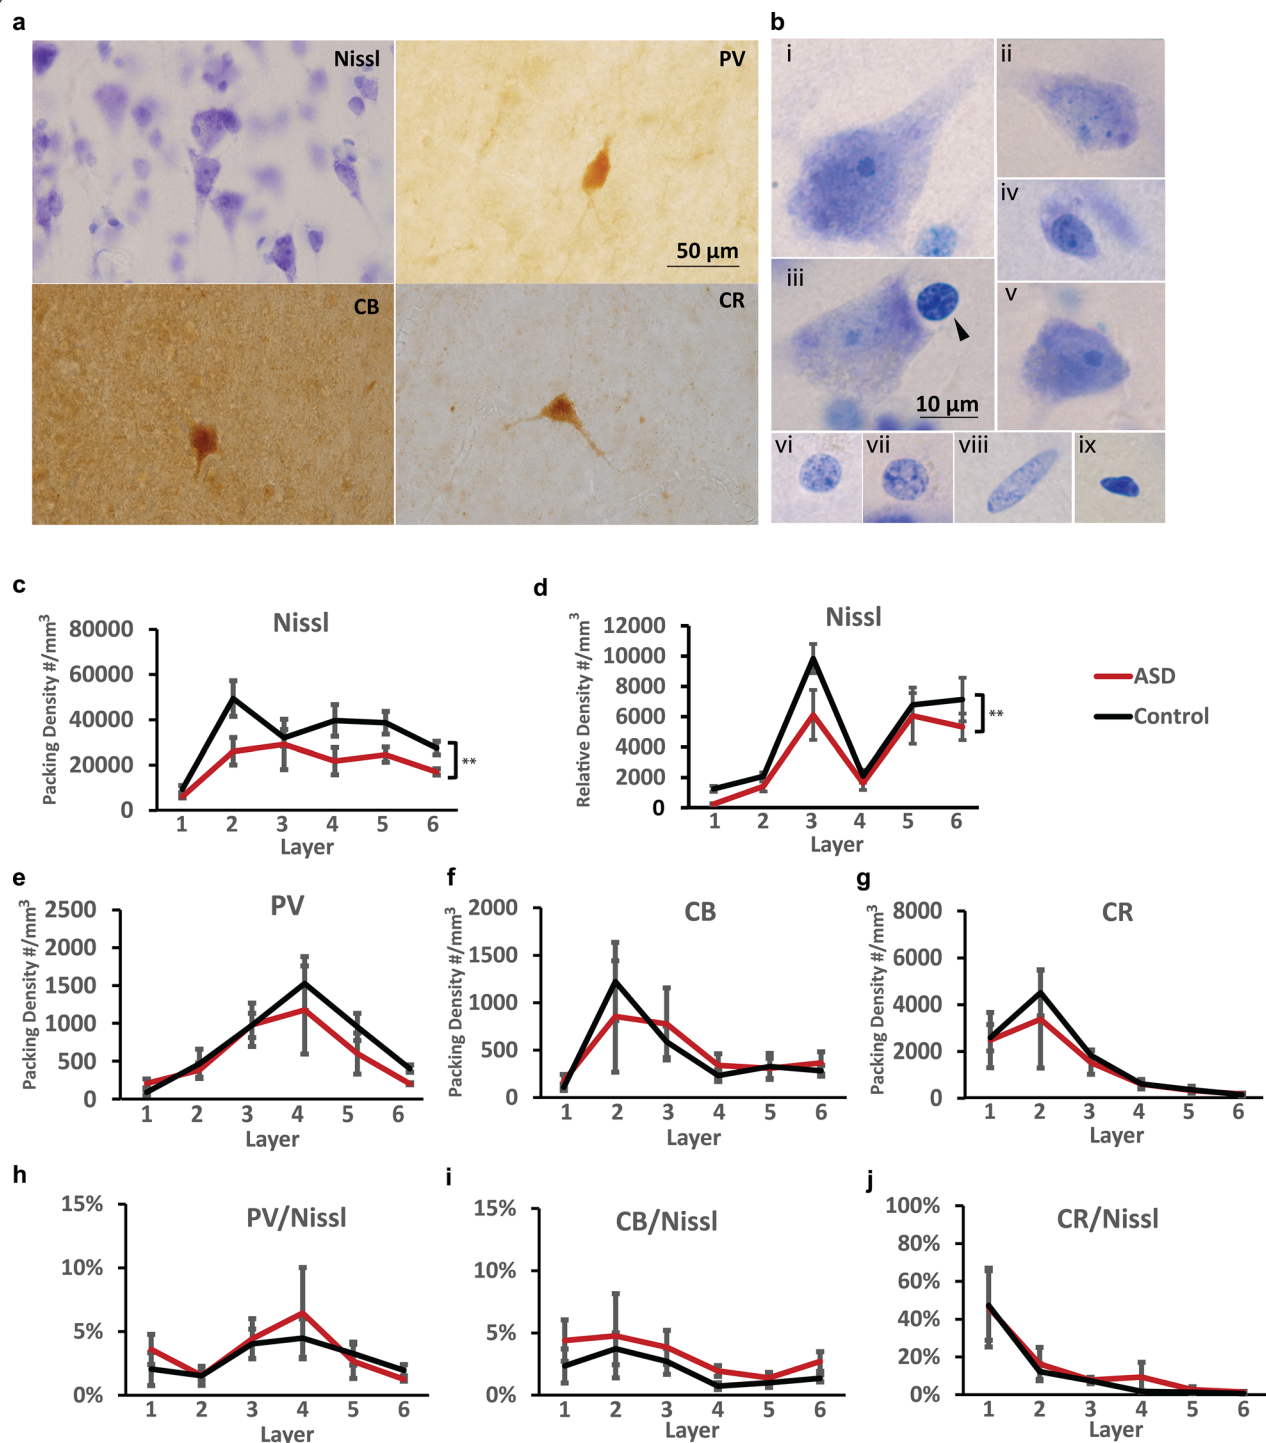 a
Nissl
PV
50 µm
CB
CR
b
i
ii
iii
iv
v
10 µm
vi
vii
viii
ix
c
Nissl
Packing Density #/mm³
80000
60000
40000
20000
0
1 2 3 4 5 6
Layer
**
d
Nissl
Relative Density #/mm³
12000
10000
8000
6000
4000
2000
0
1 2 3 4 5 6
Layer
**
ASD
Control
e
PV
Packing Density #/mm³
2500
2000
1500
1000
500
0
1 2 3 4 5 6
Layer
f
CB
Packing Density #/mm³
2000
1500
1000
500
0
1 2 3 4 5 6
Layer
g
CR
Packing Density #/mm³
8000
6000
4000
2000
0
1 2 3 4 5 6
Layer
h
PV/Nissl
15%
10%
5%
0%
1 2 3 4 5 6
Layer
i
CB/Nissl
15%
10%
5%
0%
1 2 3 4 5 6
Layer
j
CR/Nissl
100%
80%
60%
40%
20%
0%
1 2 3 4 5 6
Layer